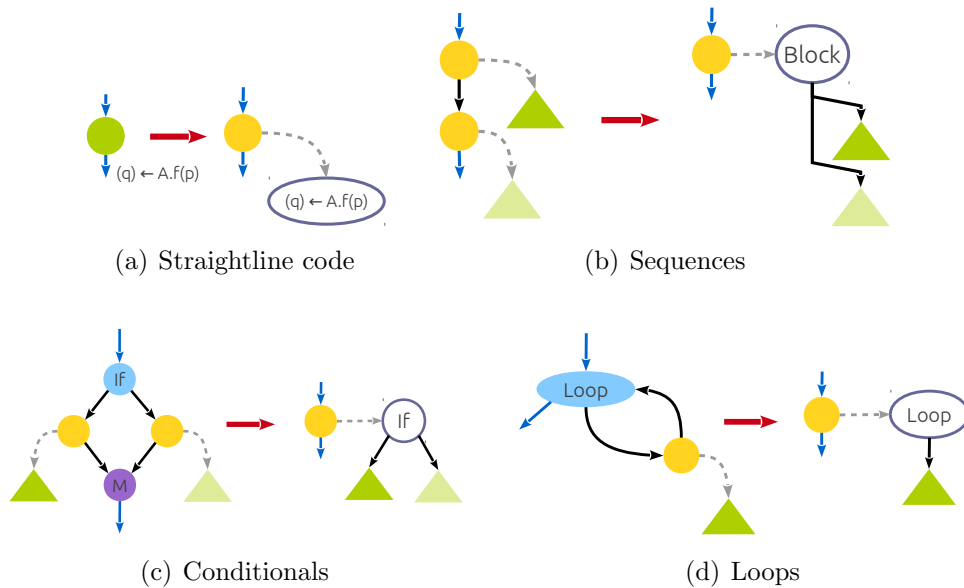 (q) ← A.f(p)
(q) ← A.f(p)
(a) Straightline code
Block
(b) Sequences
If
M
If
(c) Conditionals
Loop
Loop
(d) Loops